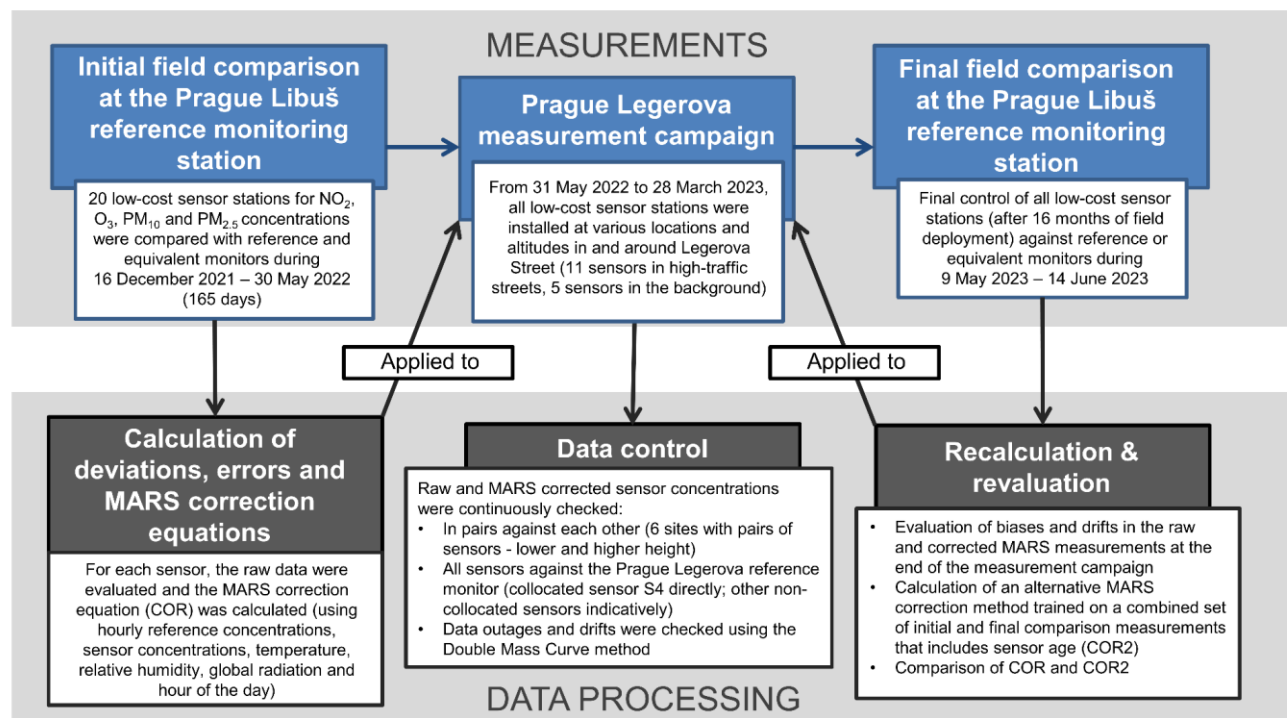 MEASUREMENTS
Initial field comparison
at the Prague Libuš
reference monitoring
station
20 low-cost sensor stations for NO₂,
O₃, PM₁₀ and PM₂.₅ concentrations
were compared with reference and
equivalent monitors during
16 December 2021 – 30 May 2022
(165 days)
Prague Legerova
measurement campaign
From 31 May 2022 to 28 March 2023,
all low-cost sensor stations were
installed at various locations and
altitudes in and around Legerova
Street (11 sensors in high-traffic
streets, 5 sensors in the background)
Final field comparison
at the Prague Libuš
reference monitoring
station
Final control of all low-cost sensor
stations (after 16 months of field
deployment) against reference or
equivalent monitors during
9 May 2023 – 14 June 2023
Applied to
Applied to
Calculation of
deviations, errors and
MARS correction
equations
For each sensor, the raw data were
evaluated and the MARS correction
equation (COR) was calculated (using
hourly reference concentrations,
sensor concentrations, temperature,
relative humidity, global radiation and
hour of the day)
Data control
Raw and MARS corrected sensor concentrations
were continuously checked:
• In pairs against each other (6 sites with pairs of
sensors - lower and higher height)
• All sensors against the Prague Legerova reference
monitor (collocated sensor S4 directly; other non-
collocated sensors indicatively)
• Data outages and drifts were checked using the
Double Mass Curve method
Recalculation &
revaluation
• Evaluation of biases and drifts in the raw
and corrected MARS measurements at the
end of the measurement campaign
• Calculation of an alternative MARS
correction method trained on a combined set
of initial and final comparison measurements
that includes sensor age (COR2)
• Comparison of COR and COR2
DATA PROCESSING